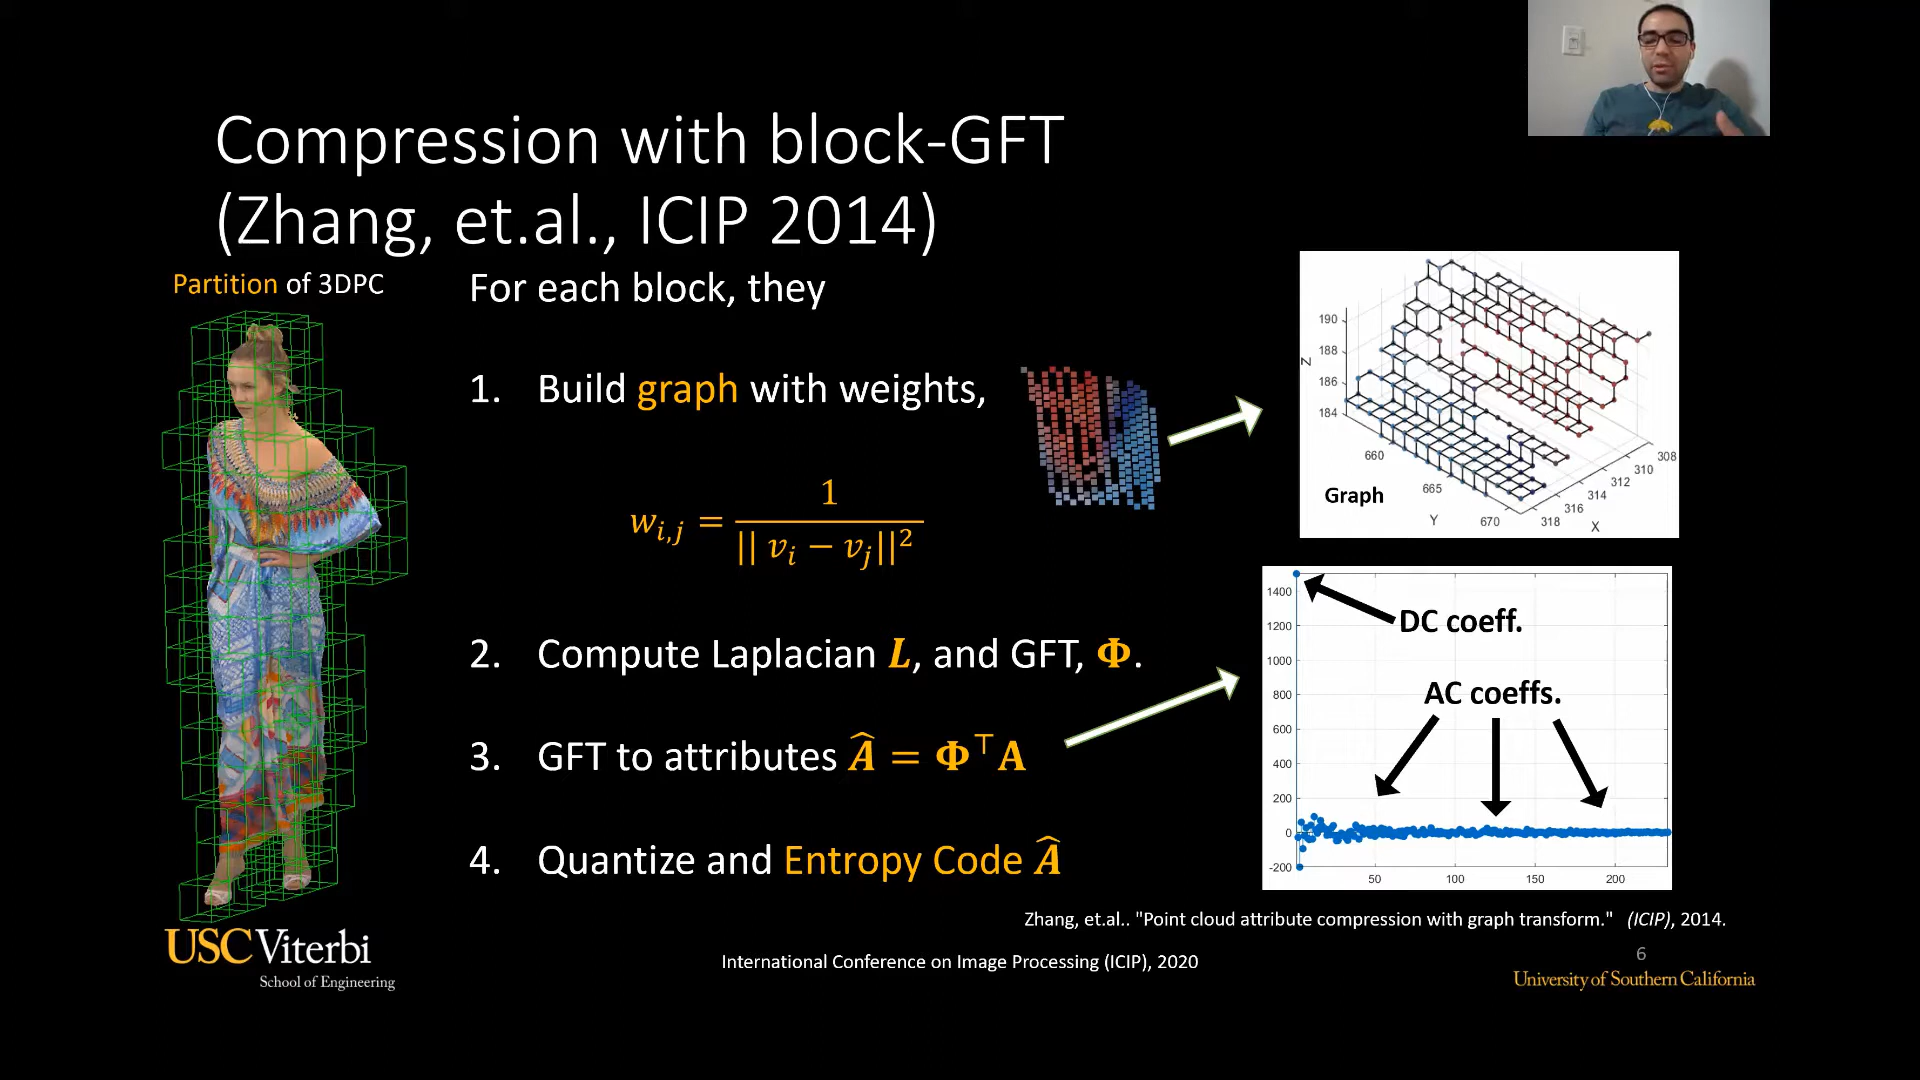 Compression with block-GFT
(Zhang, et.al., ICIP 2014)
Partition of 3DPC
For each block, they
1. Build graph with weights,
w_{i,j} = 1 / || v_i − v_j||^2
2. Compute Laplacian L, and GFT, Φ.
3. GFT to attributes Â = Φ^⊤A
4. Quantize and Entropy Code Â
190
188
186
184
Z
660
665
670
Y
318
316
314
312
310
308
X
Graph
1400
1200
1000
800
600
400
200
0
-200
50
100
150
200
DC coeff.
AC coeffs.
Zhang, et.al.. "Point cloud attribute compression with graph transform." (ICIP), 2014.
USC Viterbi
School of Engineering
International Conference on Image Processing (ICIP), 2020
6
University of Southern California